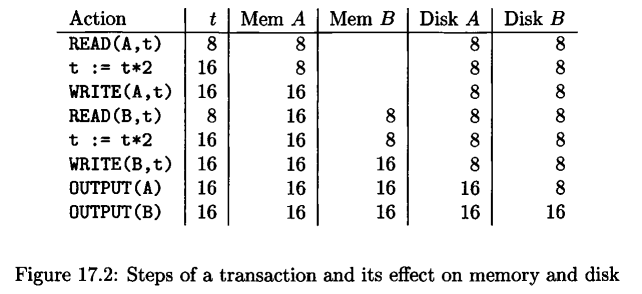 Action t Mem A Mem B Disk A Disk B
READ(A,t) 8 8 8 8
t := t*2 16 8 8 8
WRITE(A,t) 16 16 8 8
READ(B,t) 8 16 8 8 8
t := t*2 16 16 8 8 8
WRITE(B,t) 16 16 16 8 8
OUTPUT(A) 16 16 16 16 8
OUTPUT(B) 16 16 16 16 16
Figure 17.2: Steps of a transaction and its effect on memory and disk